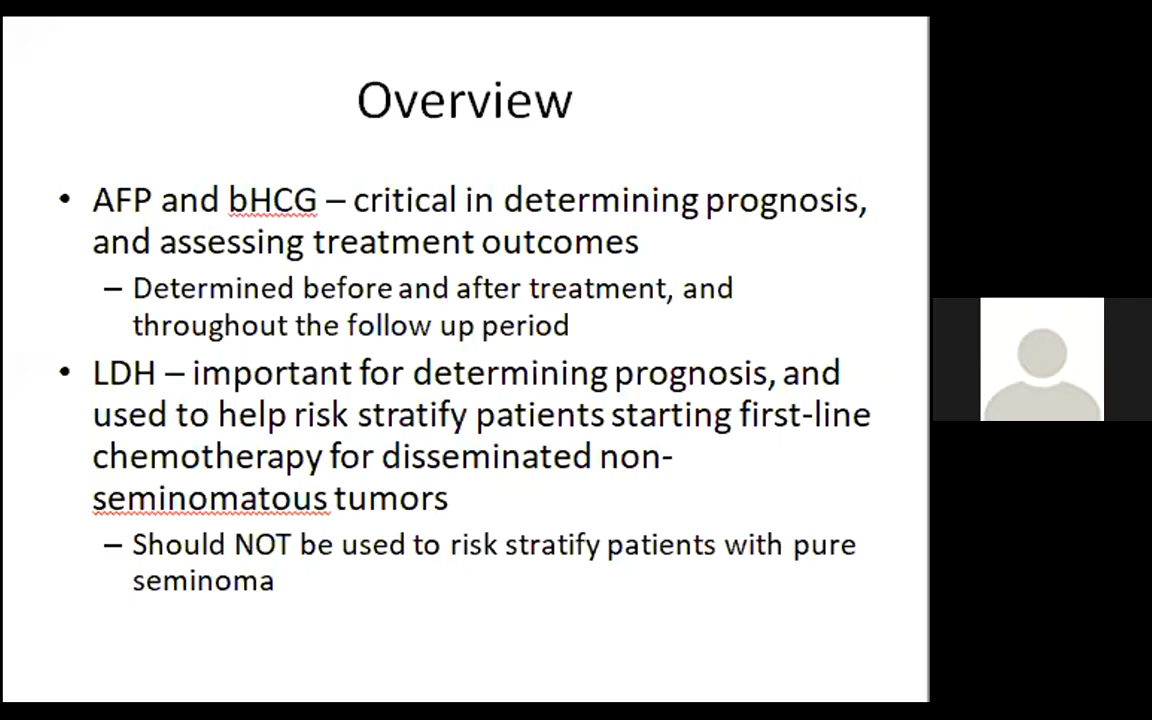 Overview
• AFP and bHCG – critical in determining prognosis,
and assessing treatment outcomes
– Determined before and after treatment, and
throughout the follow up period
• LDH – important for determining prognosis, and
used to help risk stratify patients starting first-line
chemotherapy for disseminated non-
seminomatous tumors
– Should NOT be used to risk stratify patients with pure
seminoma